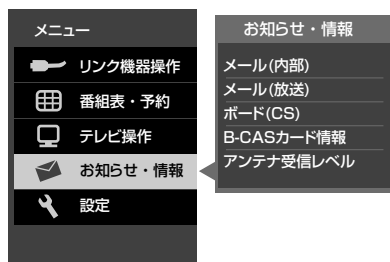 メニュー
リンク機器操作
番組表・予約
テレビ操作
お知らせ・情報
設定
お知らせ・情報
メール(内部)
メール(放送)
ボード(CS)
B-CASカード情報
アンテナ受信レベル